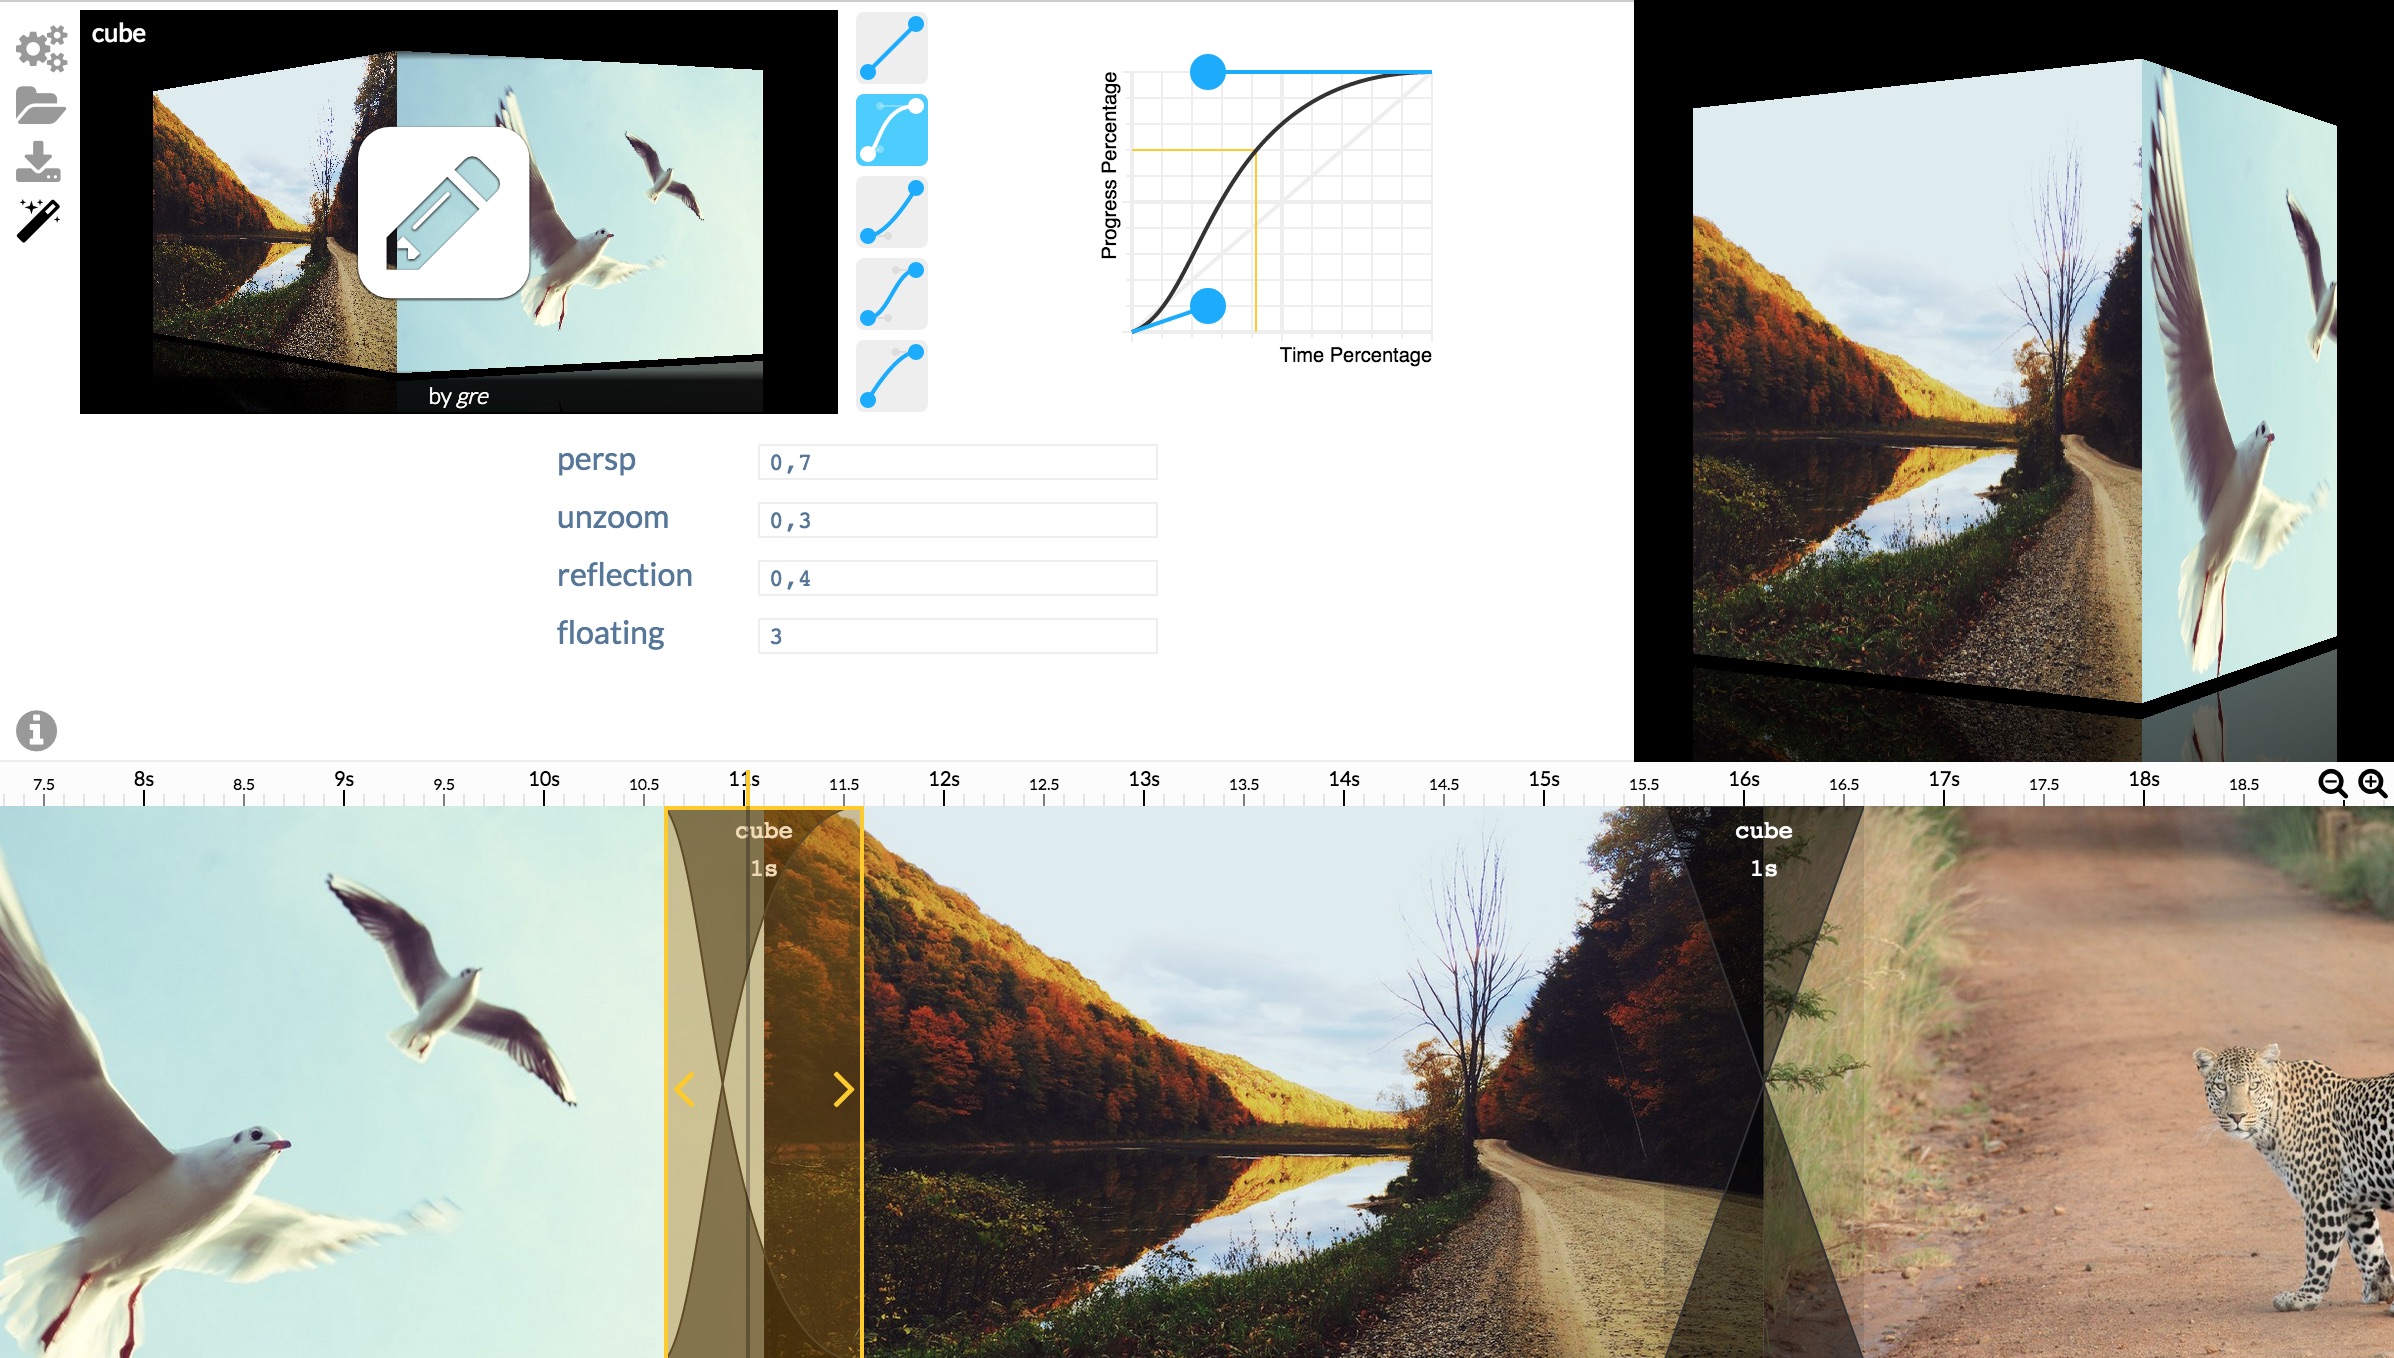 cube
by gre
Progress Percentage
Time Percentage
persp 0,7
unzoom 0,3
reflection 0,4
floating 3
7.5 8s 8.5 9s 9.5 10s 10.5 11s 11.5 12s 12.5 13s 13.5 14s 14.5 15s 15.5 16s 16.5 17s 17.5 18s 18.5
cube
1s
cube
1s